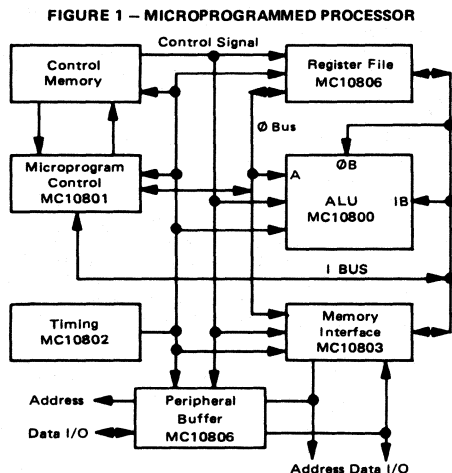 FIGURE 1 – MICROPROGRAMMED PROCESSOR
Control Signal
Control
Memory
Register File
MC10806
Ø Bus
Microprogram
Control
MC10801
ØB
A
ALU
MC10800
IB
I BUS
Timing
MC10802
Memory
Interface
MC10803
Address
Data I/O
Peripheral
Buffer
MC10806
Address Data I/O